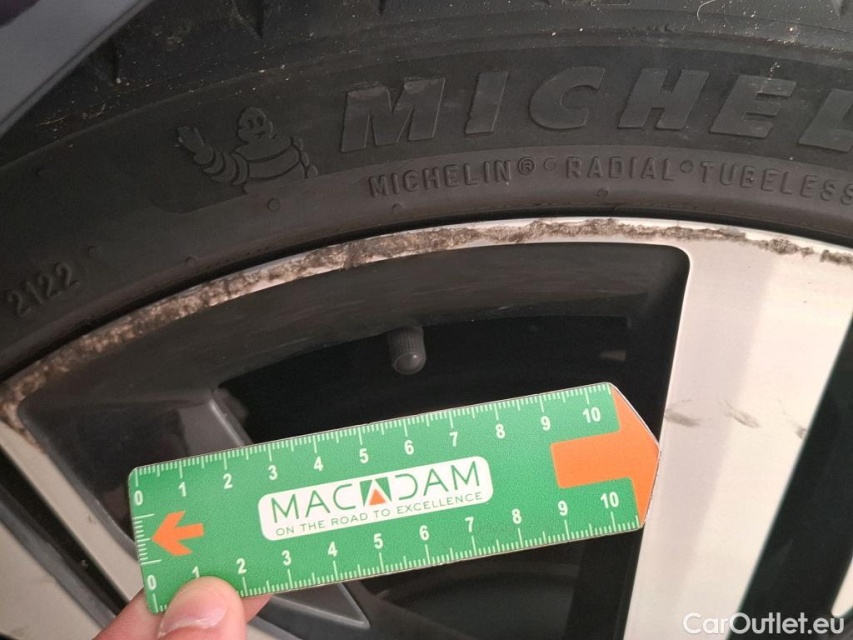 MICHEL
MICHELIN® RADIAL TUBELESS
2122
0 1 2 3 4 5 6 7 8 9 10
MACADAM
ON THE ROAD TO EXCELLENCE
0 1 2 3 4 5 6 7 8 9 10
CarOutlet.eu